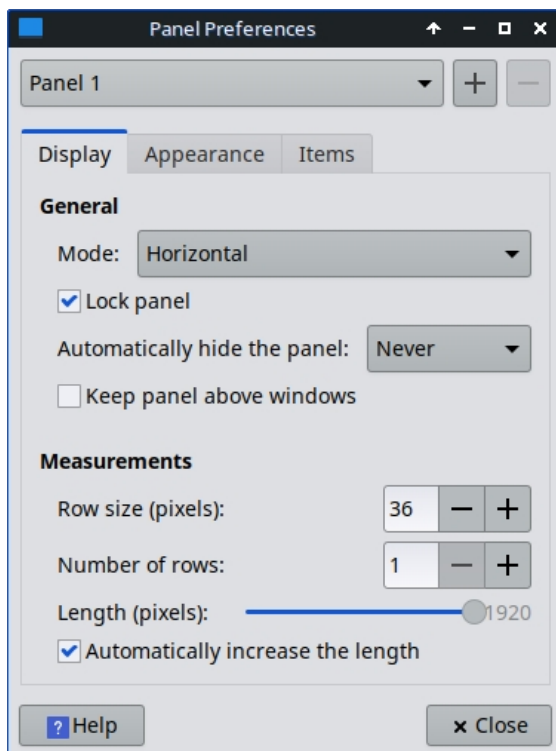 Panel Preferences
Panel 1
Display Appearance Items
General
Mode: Horizontal
Lock panel
Automatically hide the panel: Never
Keep panel above windows
Measurements
Row size (pixels): 36
Number of rows: 1
Length (pixels): 1920
Automatically increase the length
? Help
Close